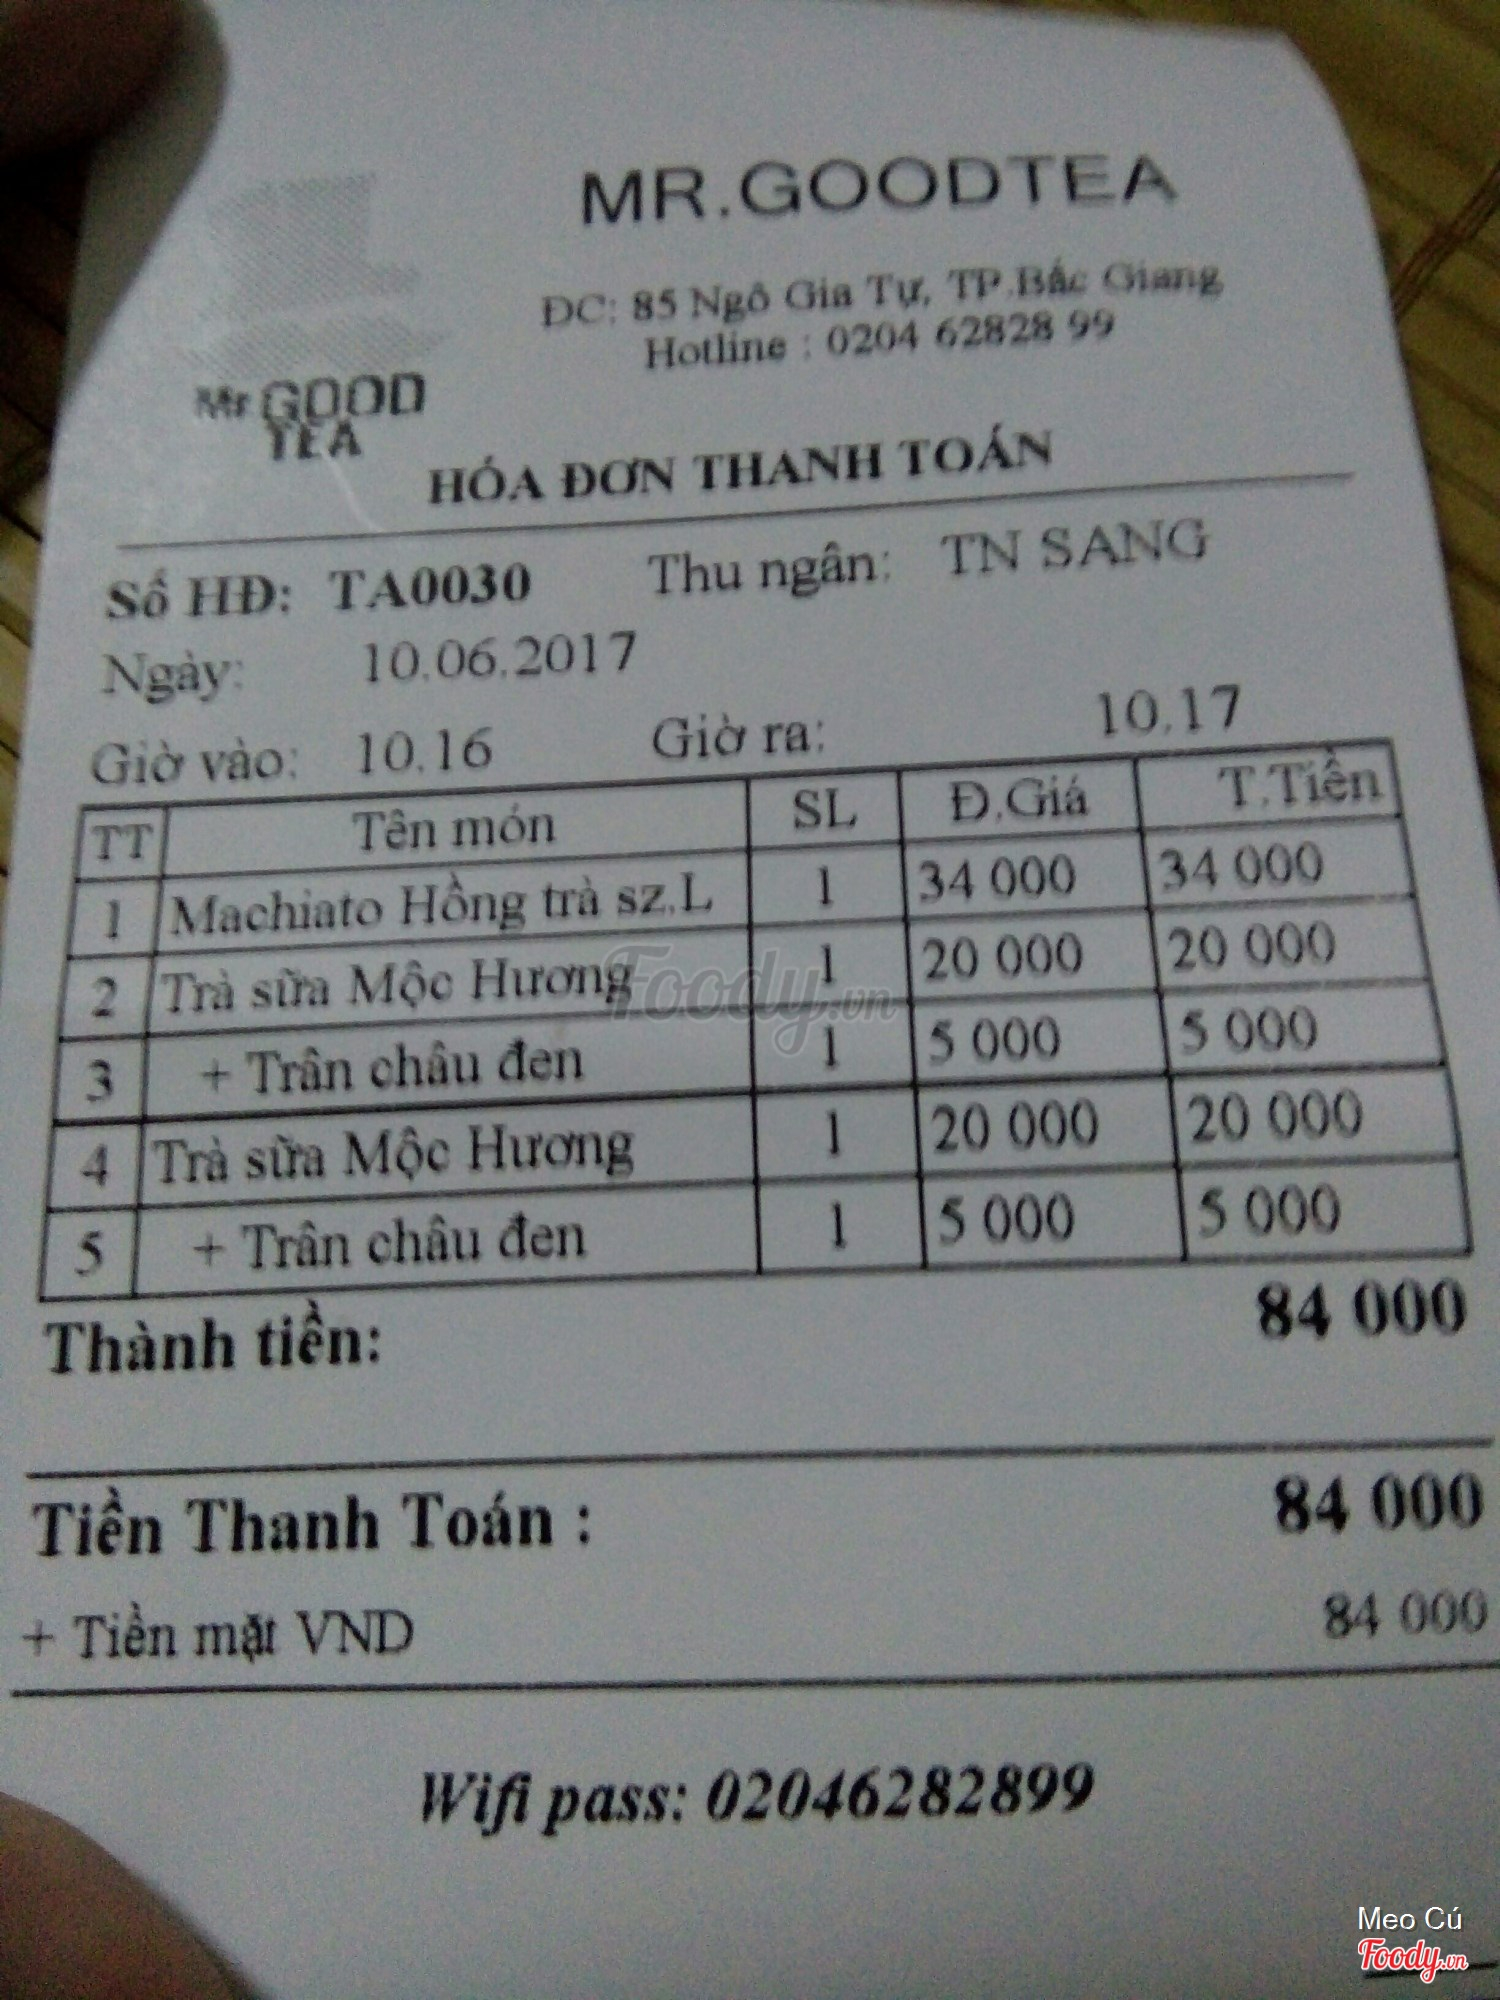 MR.GOODTEA
ĐC: 85 Ngô Gia Tự, TP.Bắc Giang
Hotline : 0204 62828 99
Mr.GOOD
TEA
HÓA ĐƠN THANH TOÁN
Số HĐ: TA0030 Thu ngân: TN SANG
Ngày: 10.06.2017
Giờ vào: 10.16 Giờ ra: 10.17
TT Tên món SL Đ.Giá T.Tiền
1 Machiato Hồng trà sz.L 1 34 000 34 000
2 Trà sữa Mộc Hương 1 20 000 20 000
3 + Trân châu đen 1 5 000 5 000
4 Trà sữa Mộc Hương 1 20 000 20 000
5 + Trân châu đen 1 5 000 5 000
Thành tiền: 84 000
Tiền Thanh Toán : 84 000
+ Tiền mặt VND 84 000
Wifi pass: 02046282899
Foody.vn
Meo Cú
Foody.vn